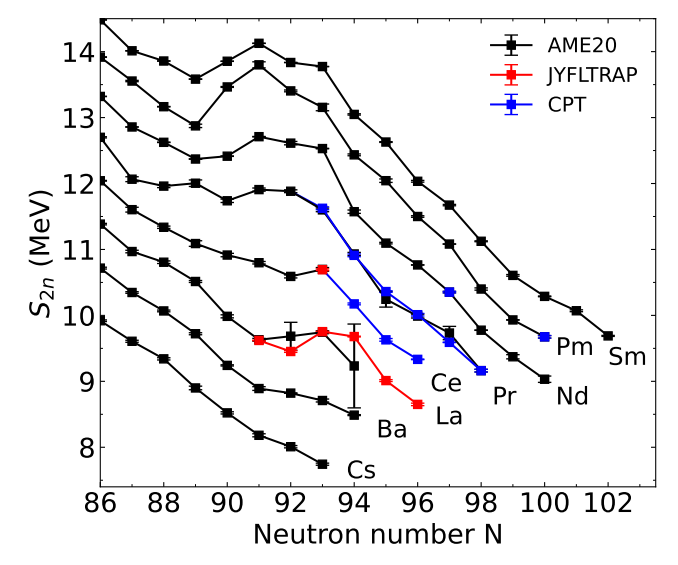 14
13
12
11
10
9
8
S2n (MeV)
AME20
JYFLTRAP
CPT
Pm
Sm
Ce
Pr
Nd
La
Ba
Cs
86 88 90 92 94 96 98 100 102
Neutron number N